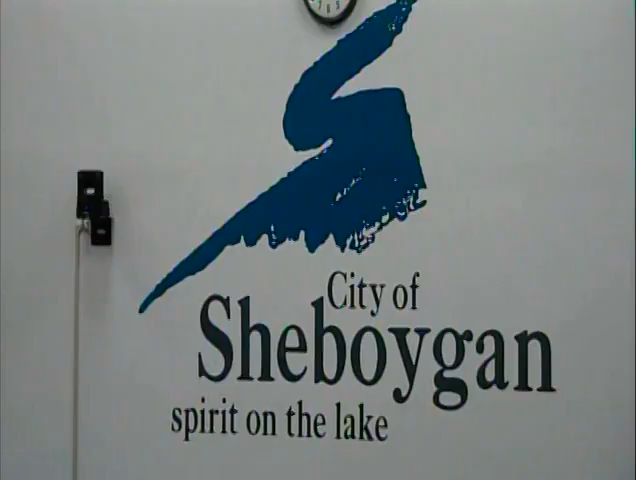 City of
Sheboygan
spirit on the lake